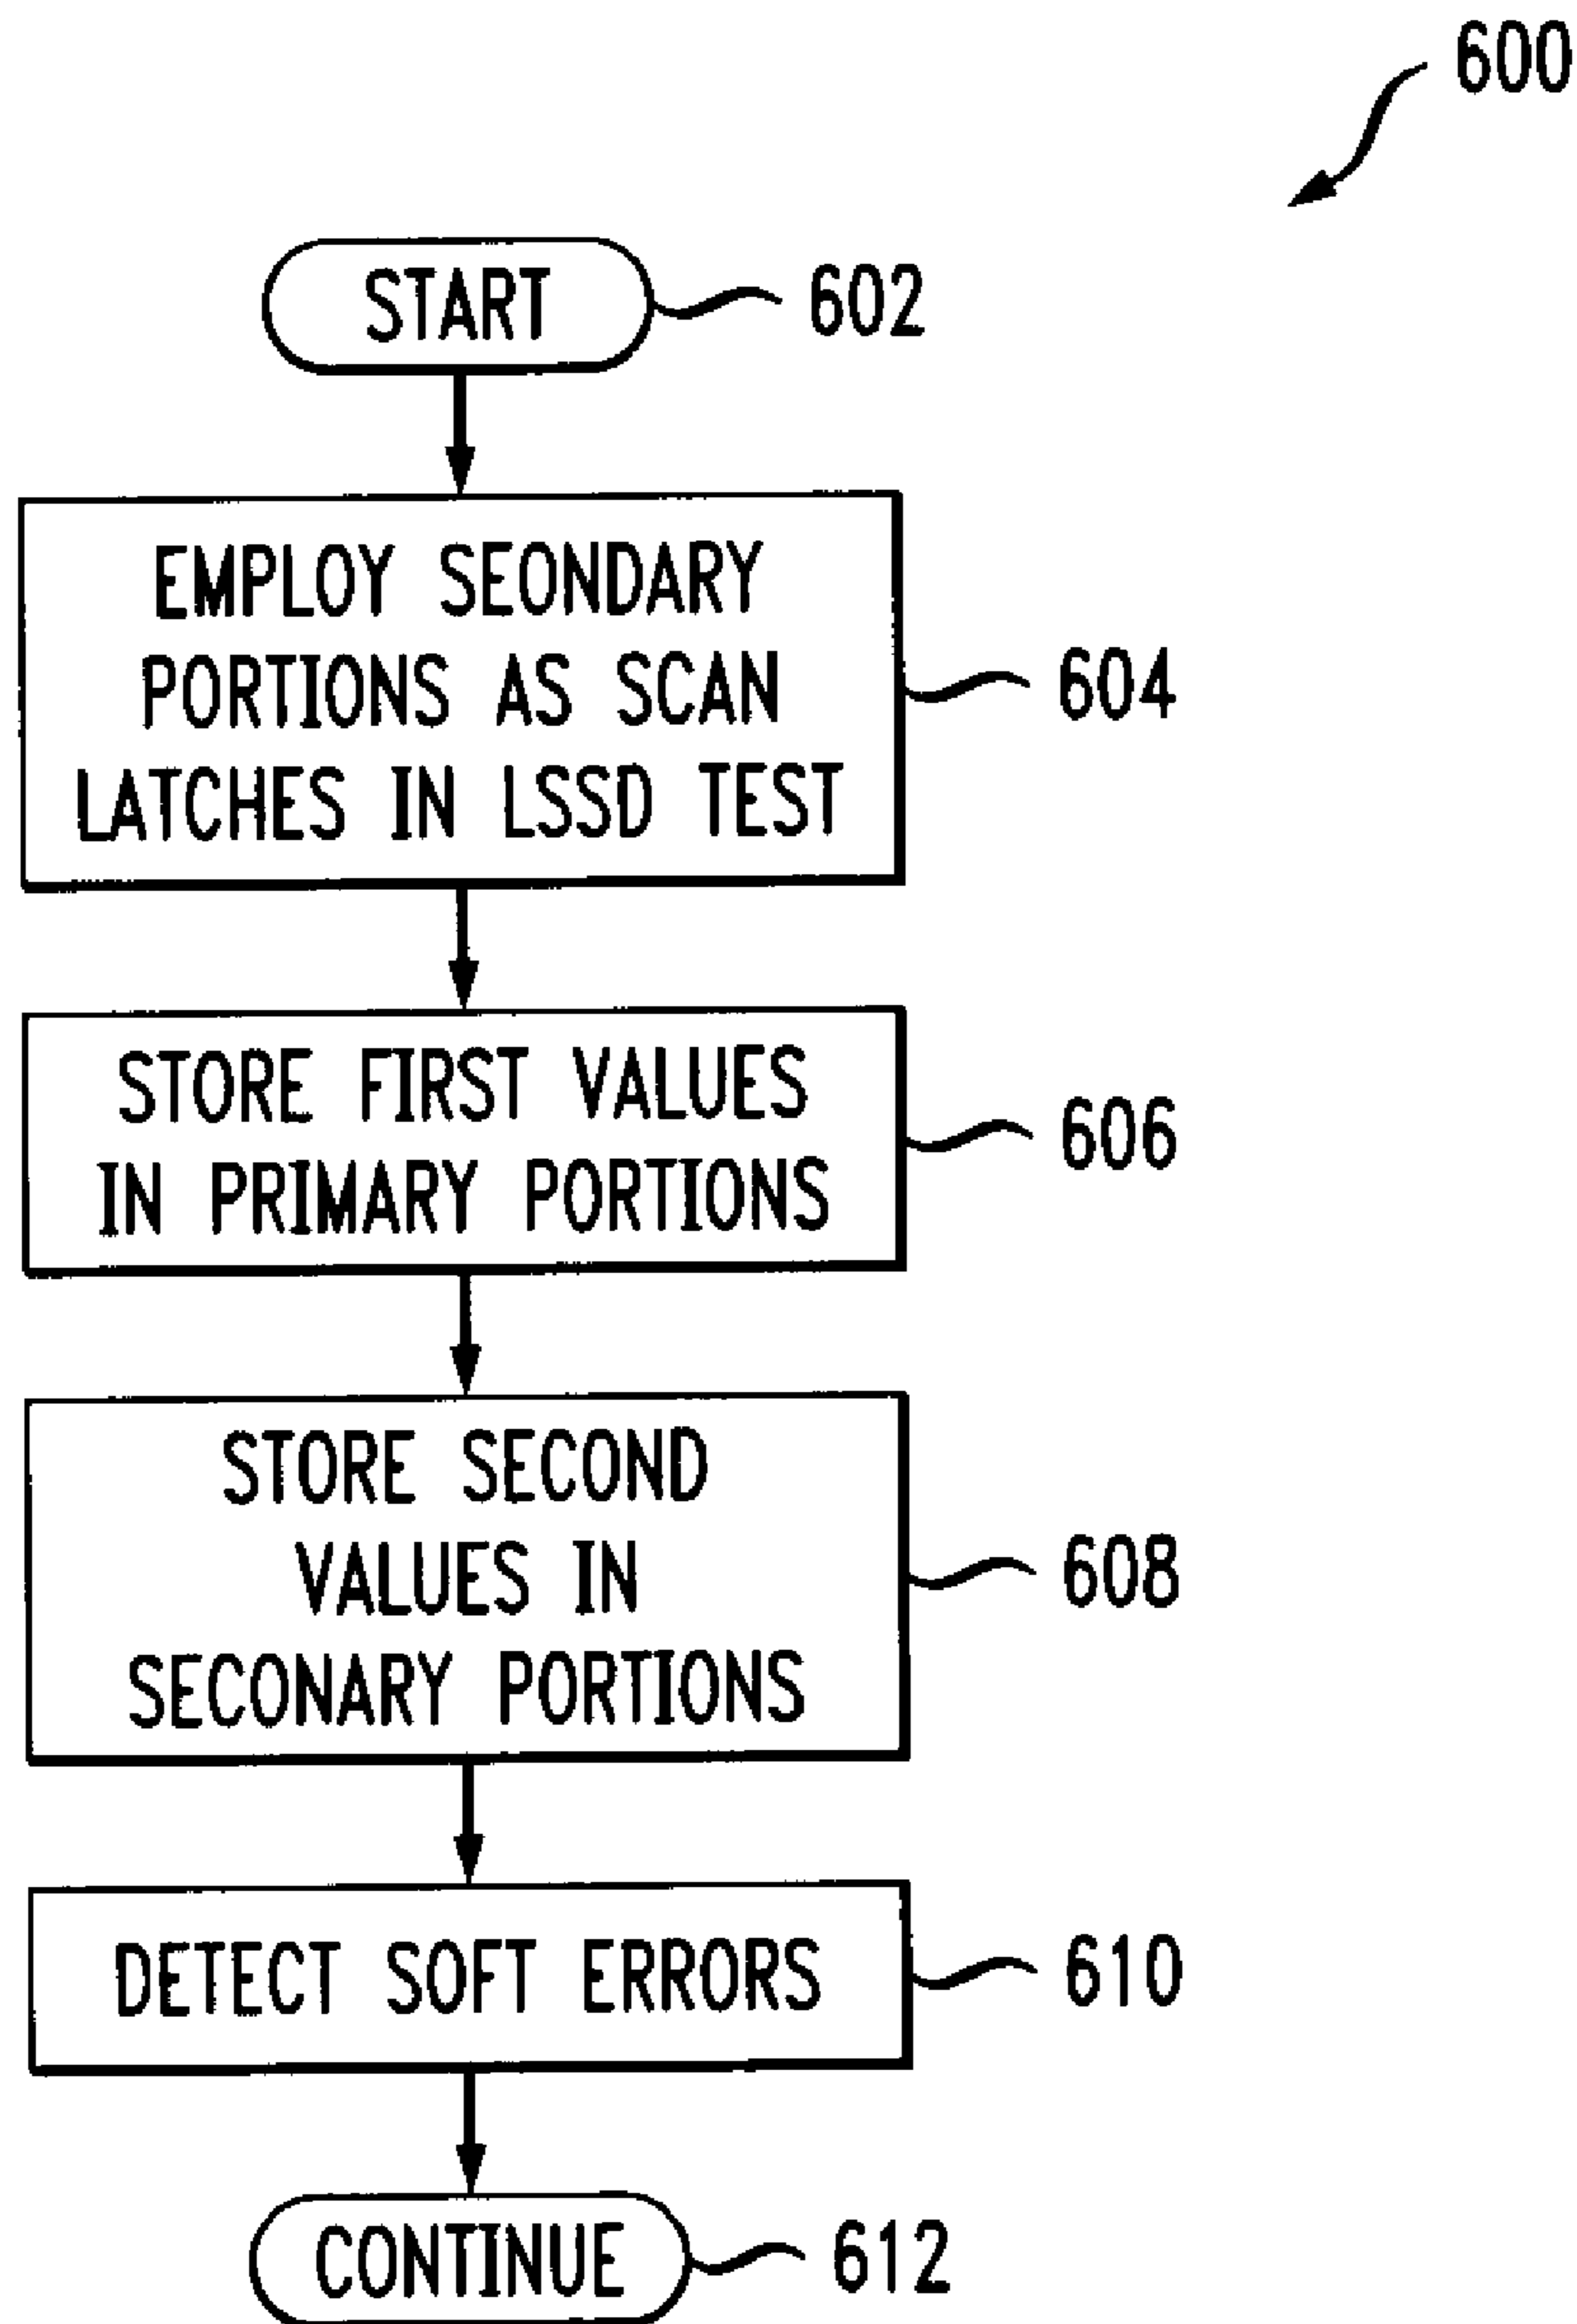 600
START
602
EMPLOY SEONDARY
PORTIONS AS SCAN
LATCHES IN LSSD TEST
604
STORE FIRST VALUES
IN PRIMARY PORTIONS
606
STORE SECOND
VALUES IN
SECONARY PORTIONS
608
DETECT SOFT ERRORS
610
CONTINUE
612